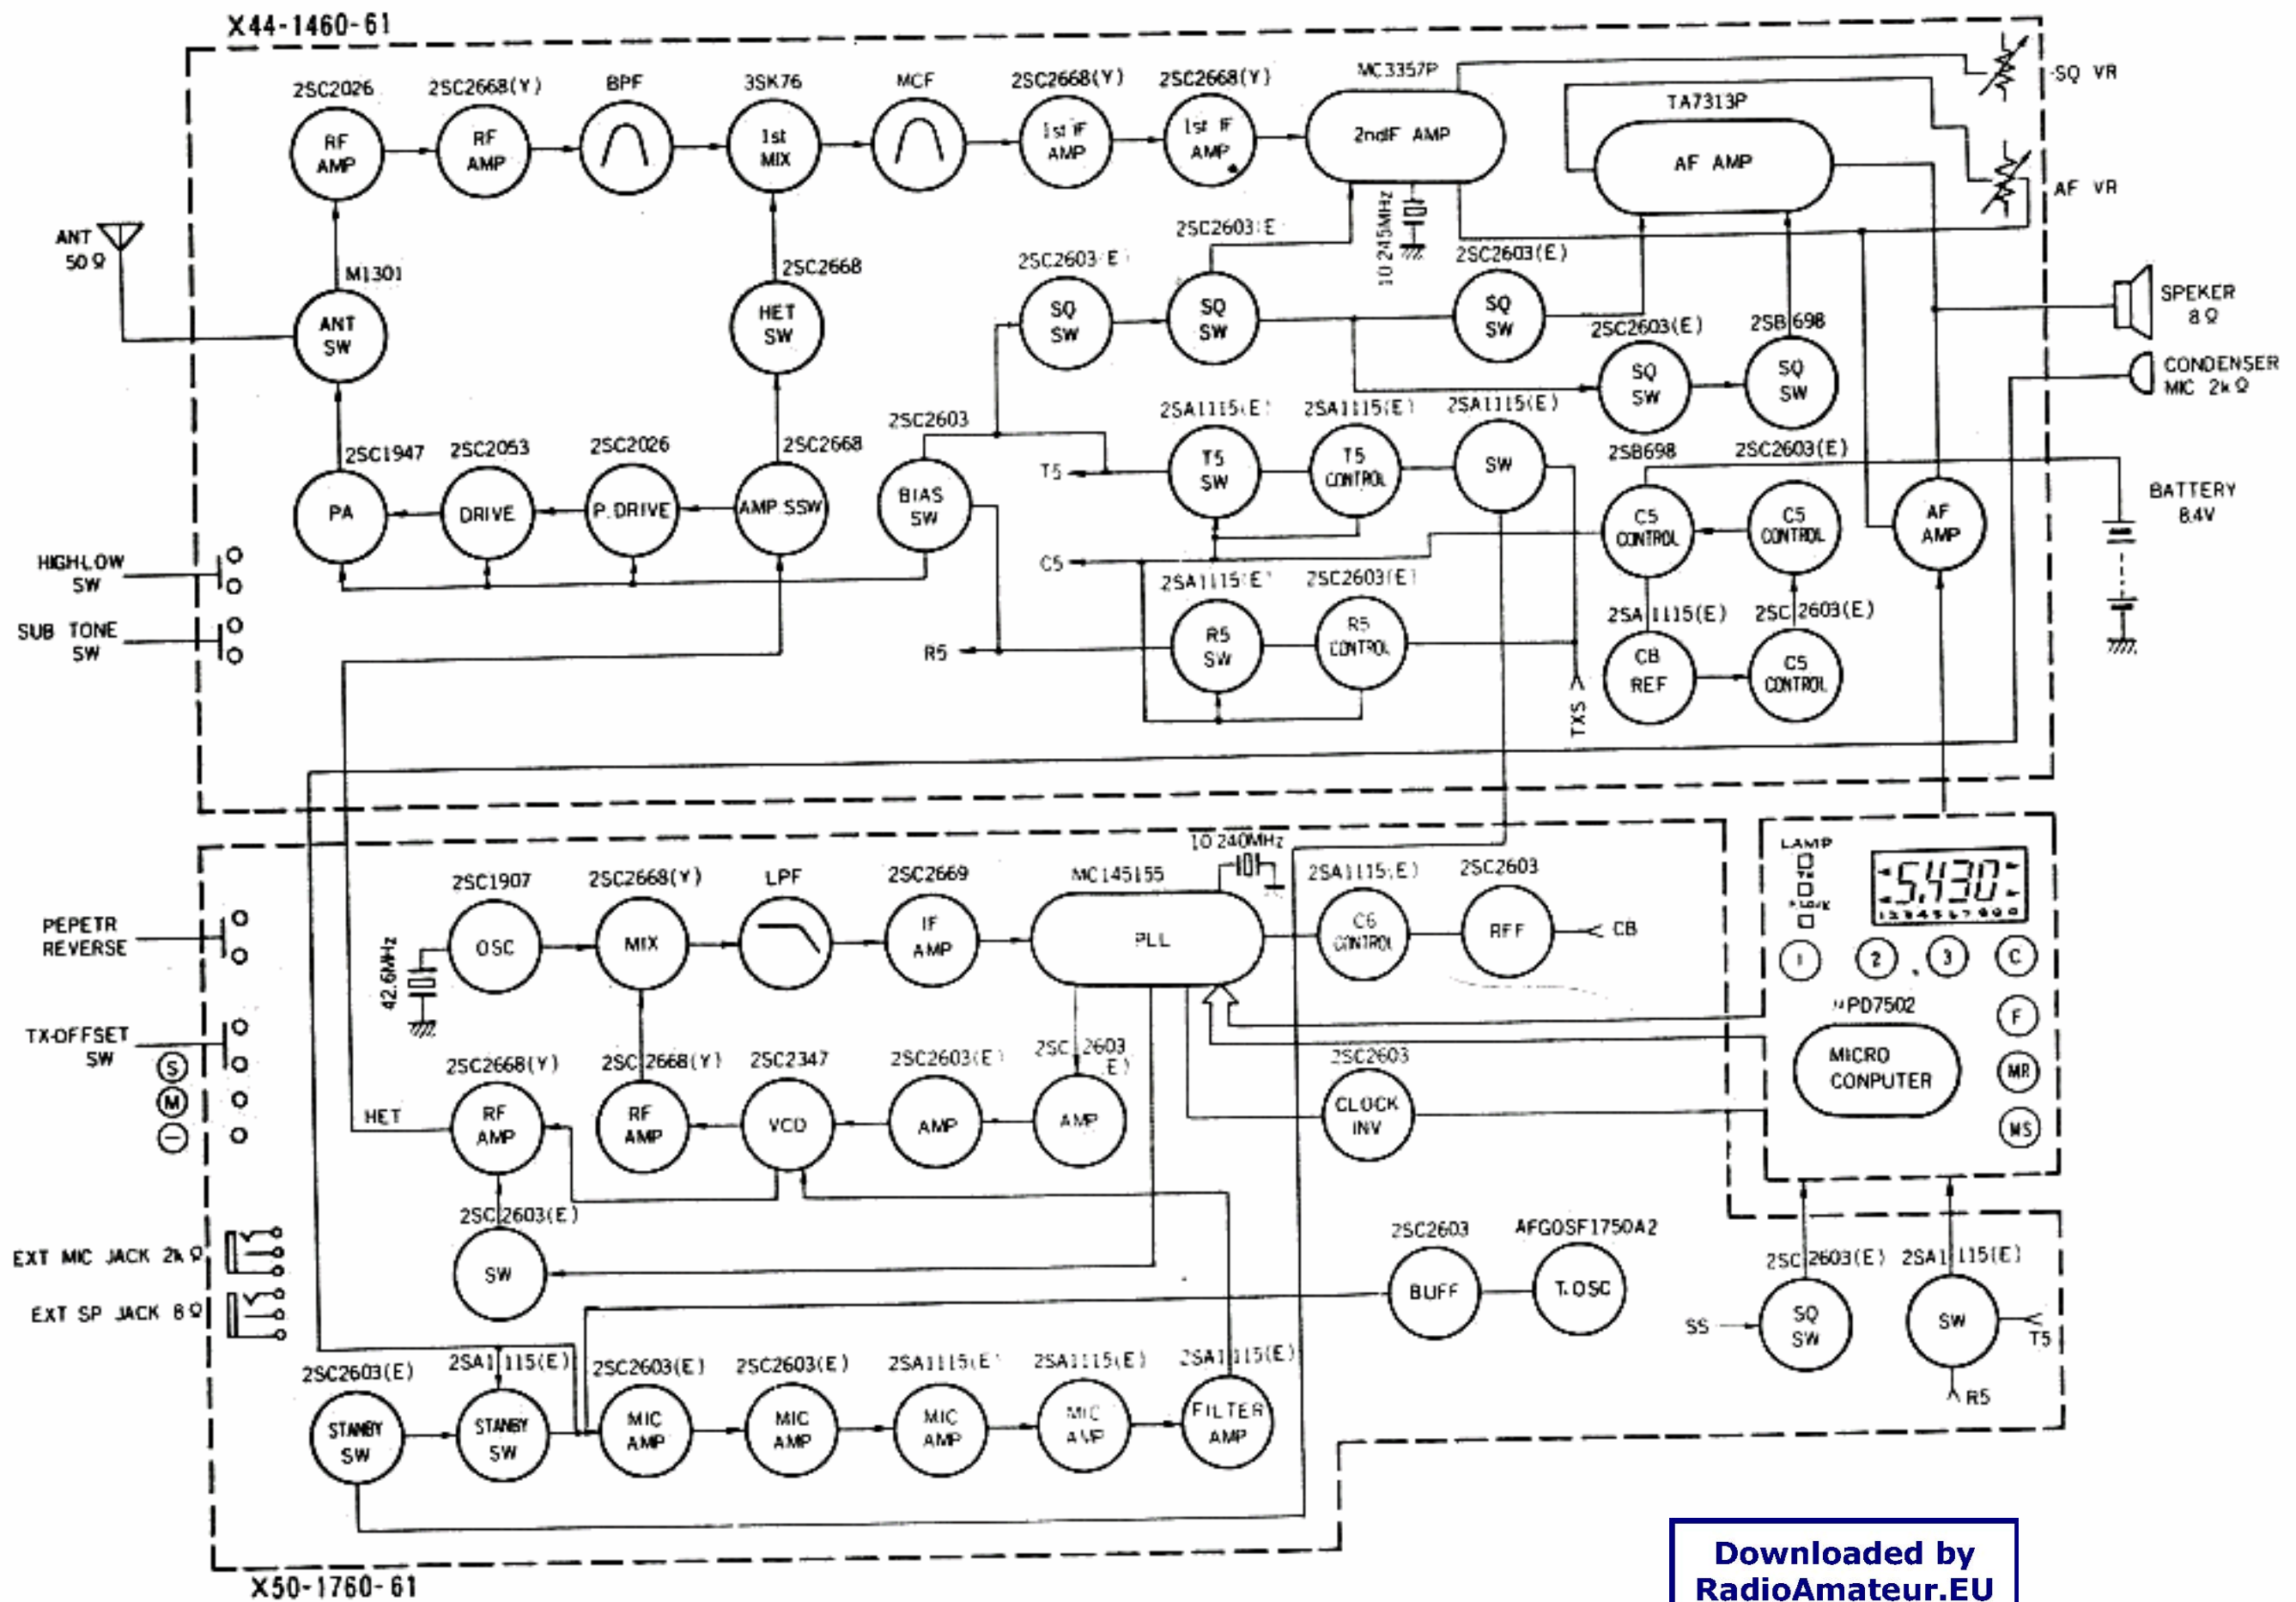 X44-1460-61
2SC2026
2SC2668(Y)
BPF
3SK76
MCF
2SC2668(Y)
2SC2668(Y)
MC3357P
TA7313P
SQ VR
RF
AMP
RF
AMP
1st
MIX
1st IF
AMP
1st IF
AMP
2ndIF AMP
AF AMP
AF VR
ANT
50Ω
M1301
ANT
SW
2SC2668
HET
SW
2SC2603(E)
SQ
SW
2SC2603(E
SQ
SW
10 245MHz
2SC2603(E)
SQ
SW
2SC2603(E)
SQ
SW
2SB698
SQ
SW
SPEKER
8Ω
CONDENSER
MIC 2kΩ
2SC1947
PA
2SC2053
DRIVE
2SC2026
P.DRIVE
2SC2668
AMP.SSW
2SC2603
BIAS
SW
T5
2SA1115(E)
T5
SW
2SA1115(E)
T5
CONTROL
2SA1115(E)
SW
2SB698
C5
CONTROL
2SC2603(E)
C5
CONTROL
AF
AMP
BATTERY
8.4V
HIGH-LOW
SW
SUB TONE
SW
C5
R5
2SA1115(E)
R5
SW
2SC2603(E)
R5
CONTROL
TXS
2SA1115(E)
CB
REF
2SC2603(E)
C5
CONTROL
PEPETR
REVERSE
42.6MHz
2SC1907
OSC
2SC2668(Y)
MIX
LPF
2SC2669
IF
AMP
MC145155
PLL
10 240MHz
2SA1115(E)
C6
CONTROL
2SC2603
REF
CB
LAMP
5.430
1 2 3 C
μPD7502
MICRO
CONPUTER
F
MR
MS
TX-OFFSET
SW
S
M
−
HET
2SC2668(Y)
RF
AMP
2SC2668(Y)
RF
AMP
2SC2347
VCO
2SC2603(E)
AMP
2SC2603
(E)
AMP
2SC2603
CLOCK
INV
2SC2603(E)
SW
EXT MIC JACK 2kΩ
EXT SP JACK 8Ω
2SC2603
BUFF
AFGOSF1750A2
T.OSC
2SC2603(E)
SS
SQ
SW
2SA1115(E)
SW
T5
R5
2SC2603(E)
STANBY
SW
2SA1115(E)
STANBY
SW
2SC2603(E)
MIC
AMP
2SC2603(E)
MIC
AMP
2SA1115(E)
MIC
AMP
2SA1115(E)
MIC
AMP
2SA1115(E)
FILTER
AMP
X50-1760-61
Downloaded by
RadioAmateur.EU